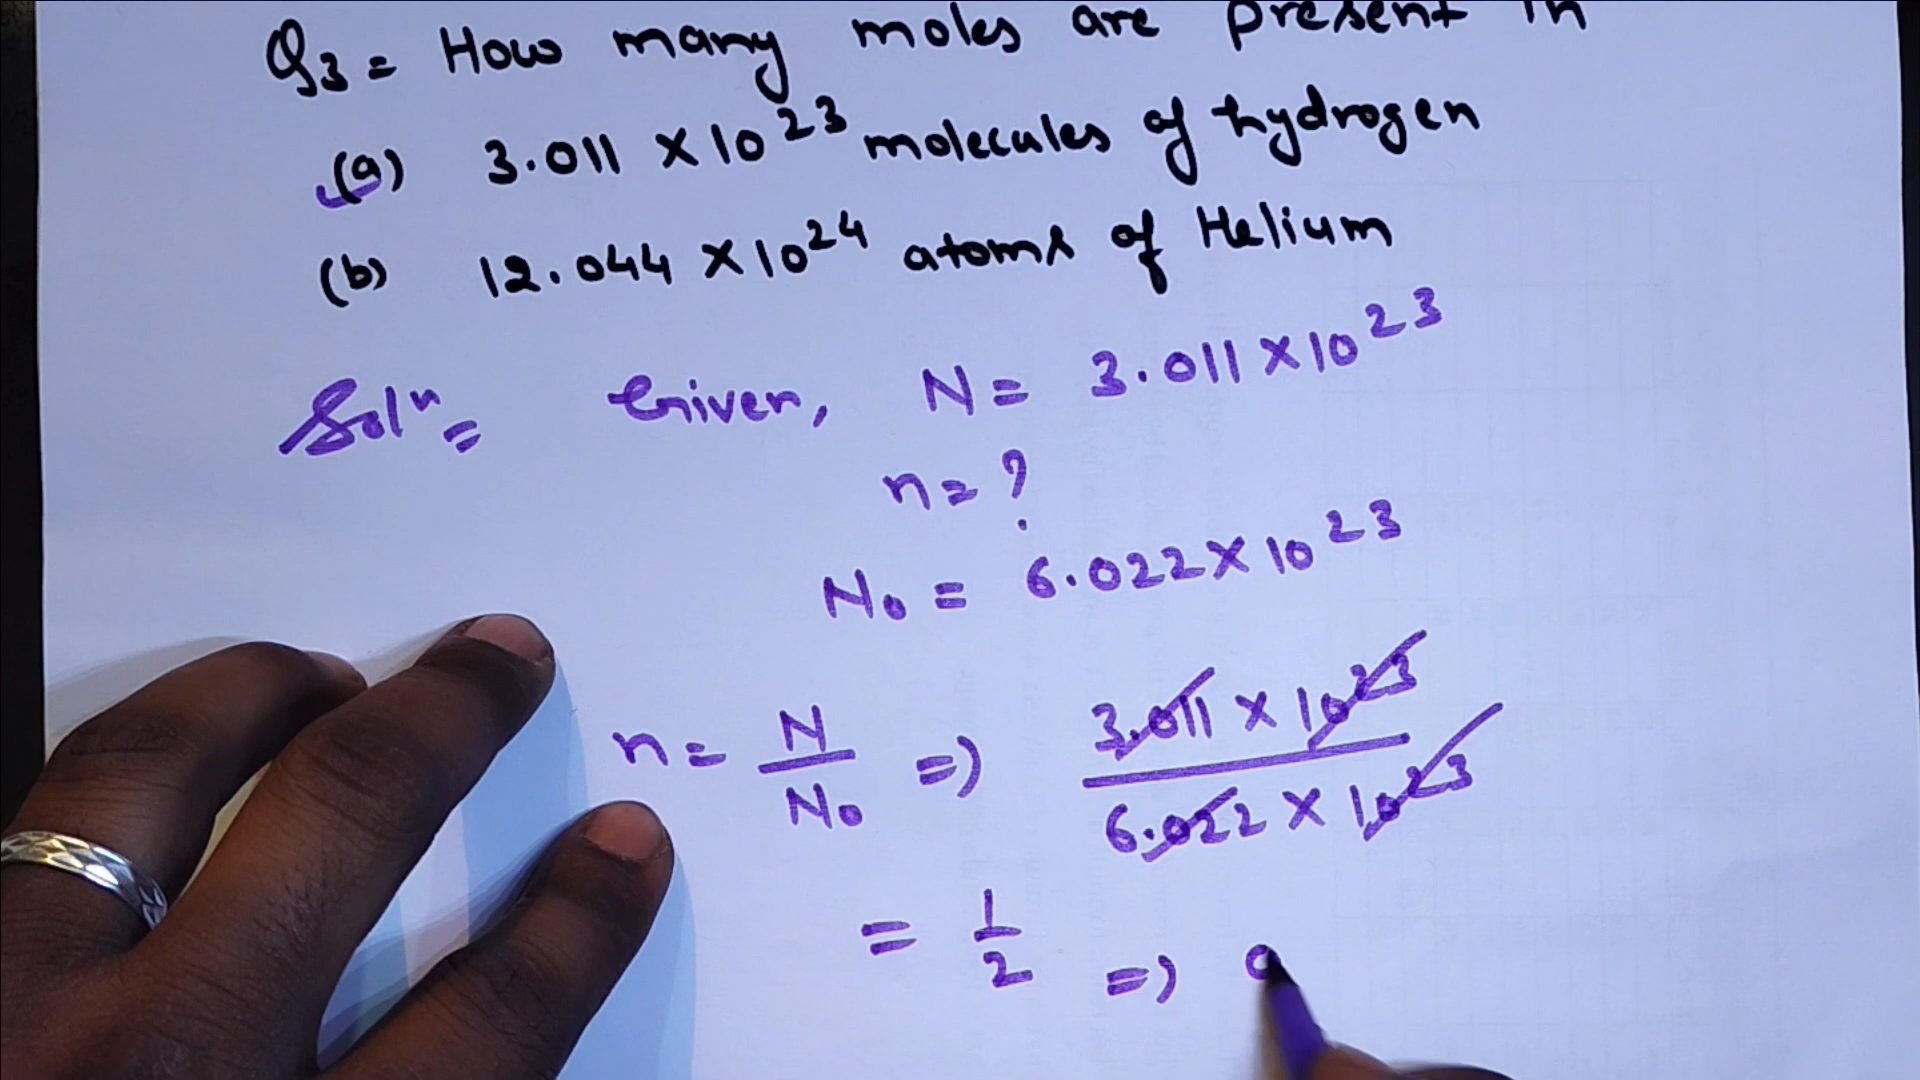 Q3= How many moles are present in
(a) 3.011 × 10²³ molecules of hydrogen
(b) 12.044 × 10²⁴ atoms of Helium
Solⁿ= Given, N = 3.011 × 10²³
n = ?
N₀ = 6.022 × 10²³
n = N/N₀ => 3.011 × 10²³ / 6.022 × 10²³
= 1/2 => 0